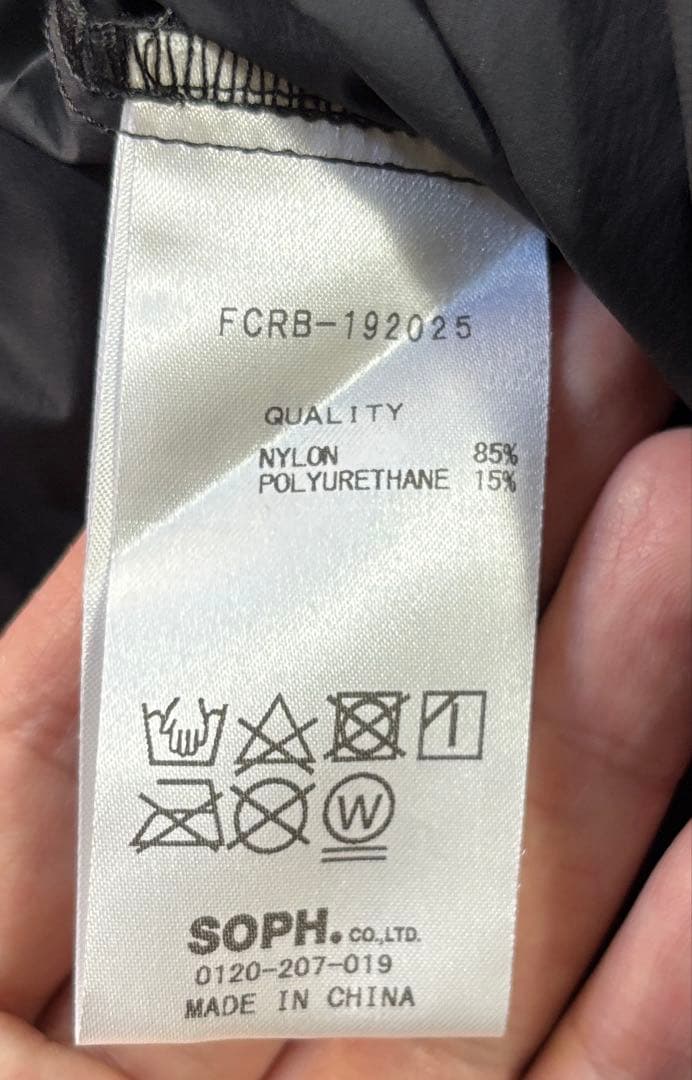 FCRB-192025
QUALITY
NYLON 85%
POLYURETHANE 15%
W
SOPH. CO.,LTD.
0120-207-019
MADE IN CHINA